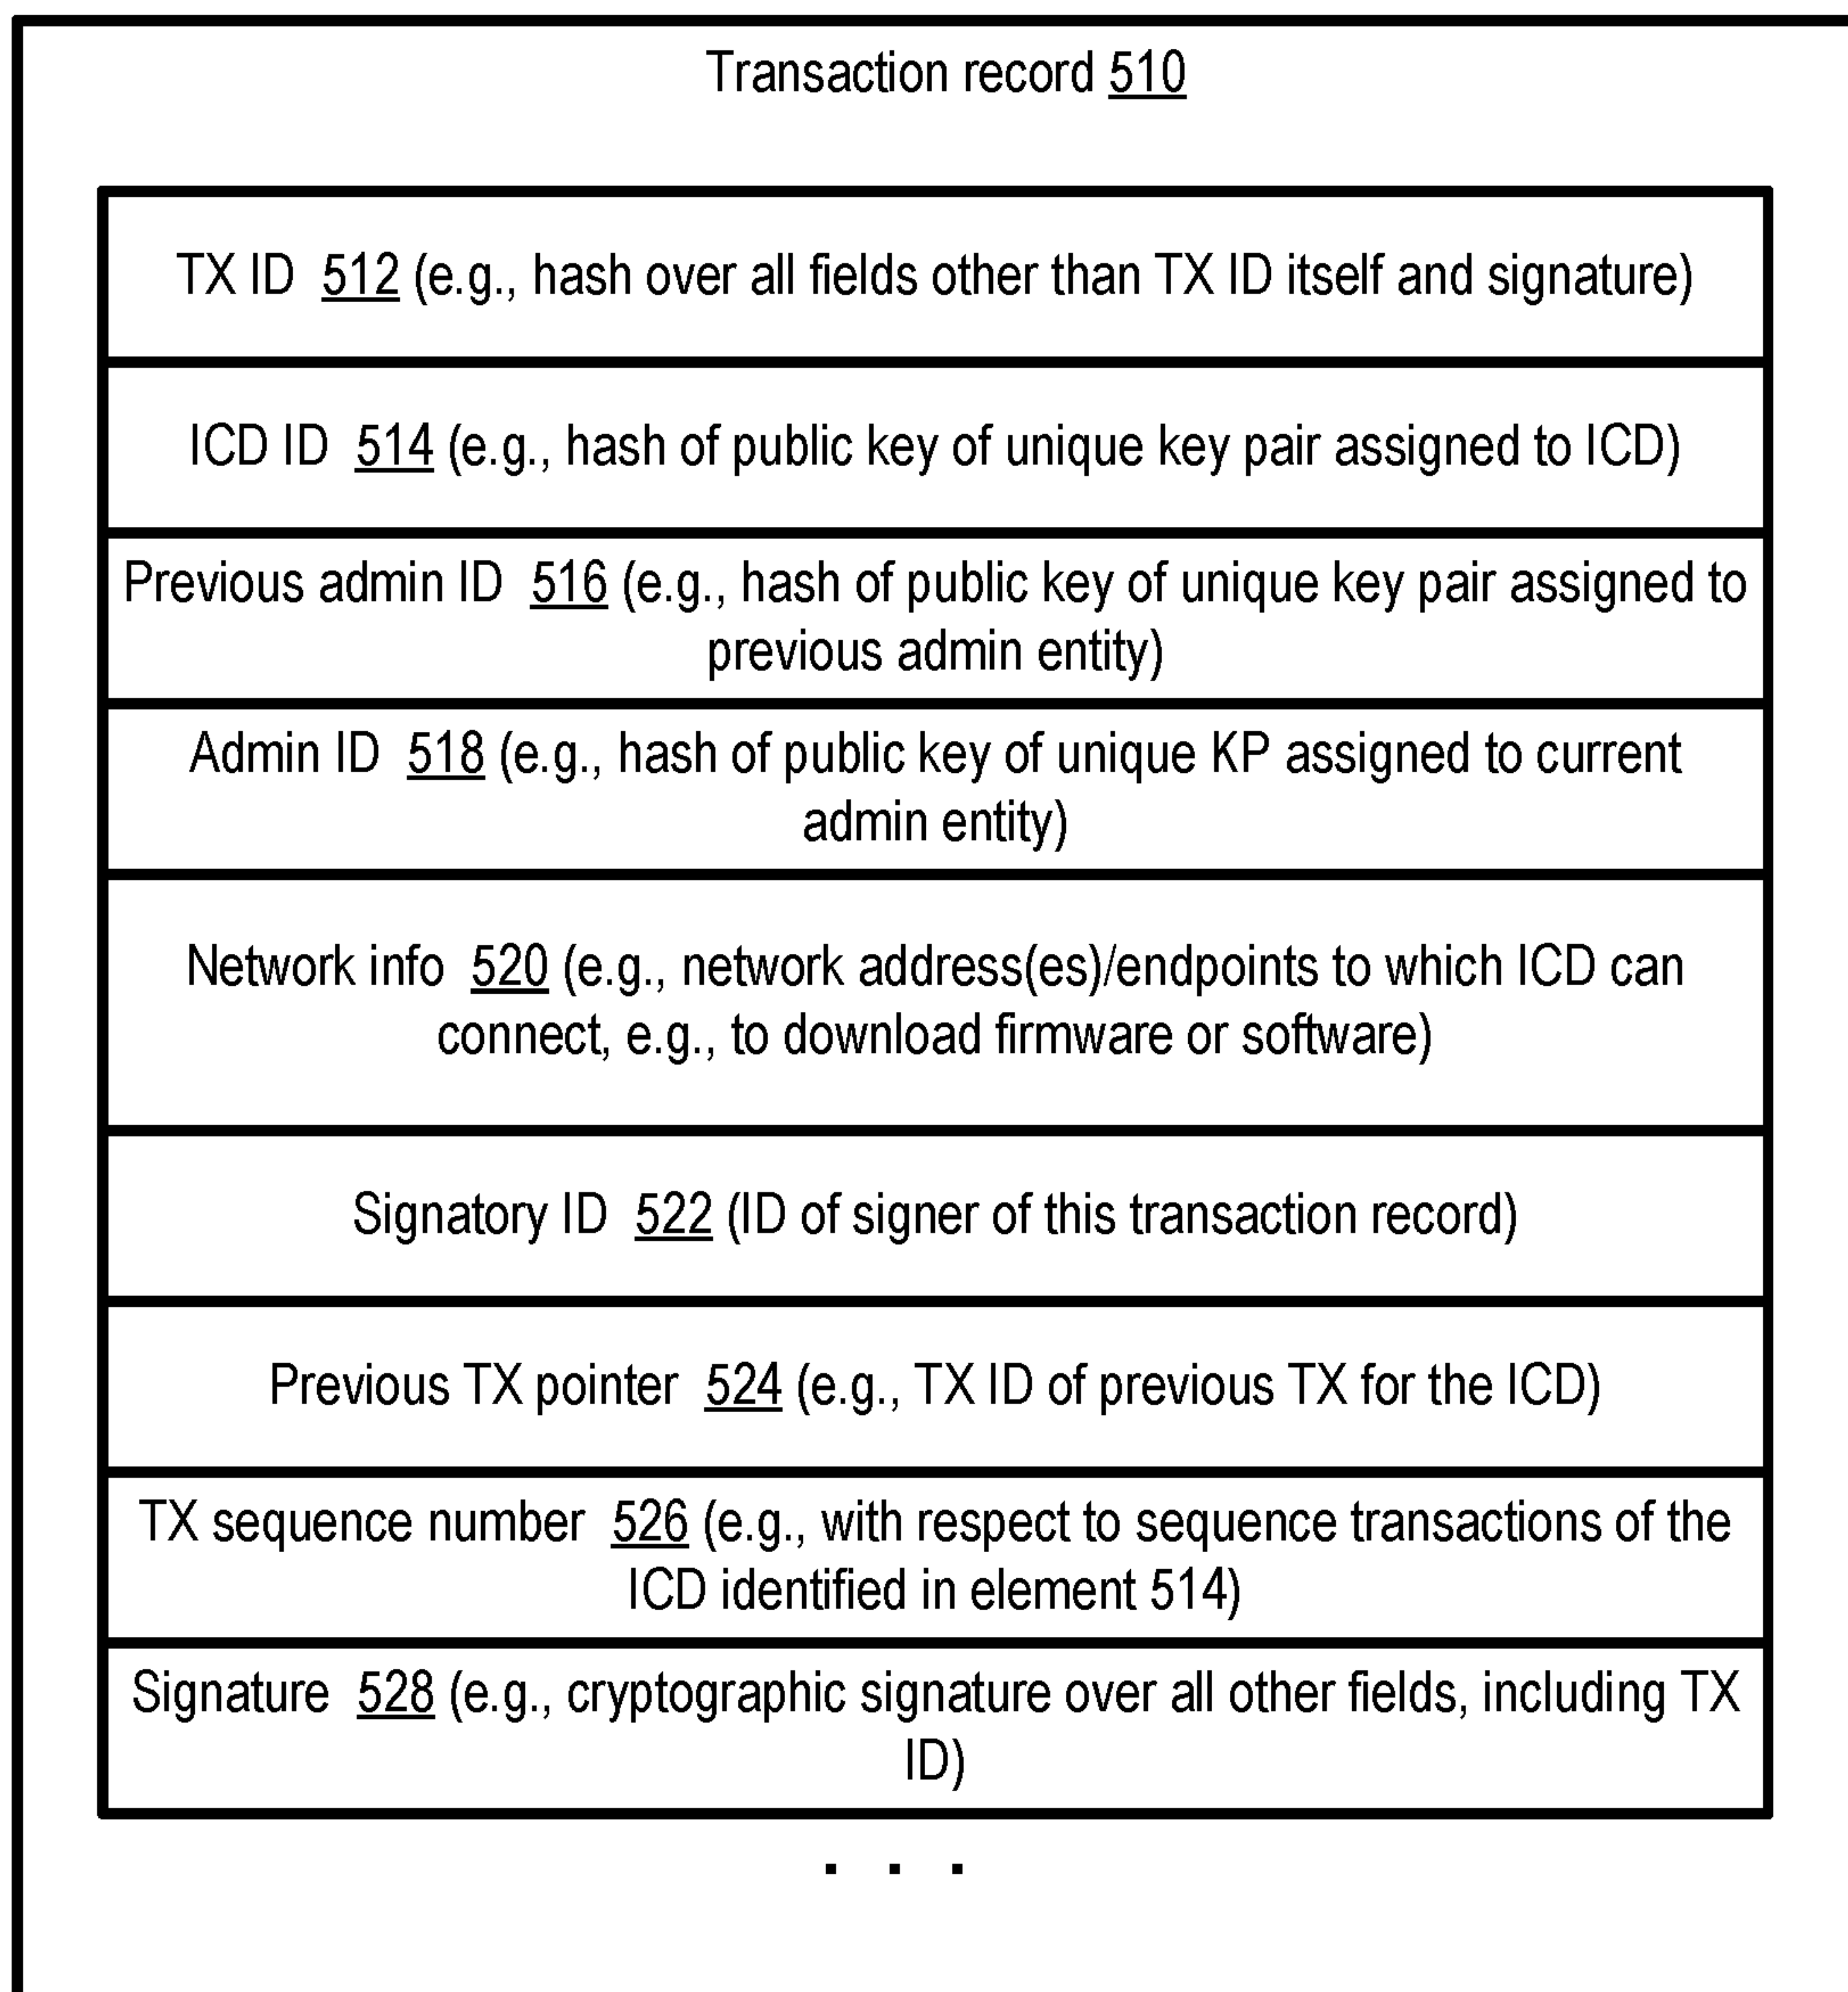 Transaction record 510
TX ID 512 (e.g., hash over all fields other than TX ID itself and signature)
ICD ID 514 (e.g., hash of public key of unique key pair assigned to ICD)
Previous admin ID 516 (e.g., hash of public key of unique key pair assigned to
previous admin entity)
Admin ID 518 (e.g., hash of public key of unique KP assigned to current
admin entity)
Network info 520 (e.g., network address(es)/endpoints to which ICD can
connect, e.g., to download firmware or software)
Signatory ID 522 (ID of signer of this transaction record)
Previous TX pointer 524 (e.g., TX ID of previous TX for the ICD)
TX sequence number 526 (e.g., with respect to sequence transactions of the
ICD identified in element 514)
Signature 528 (e.g., cryptographic signature over all other fields, including TX
ID)
. . .